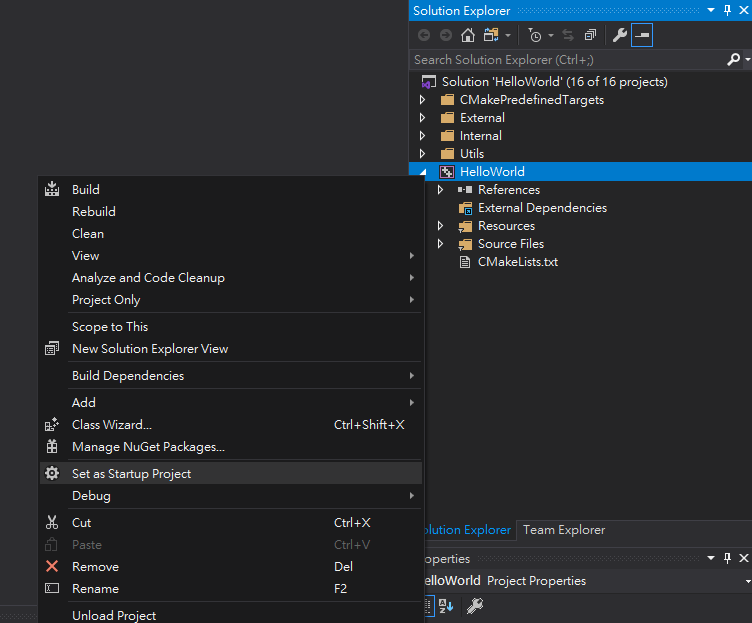 Solution Explorer
Search Solution Explorer (Ctrl+;)
Solution 'HelloWorld' (16 of 16 projects)
CMakePredefinedTargets
External
Internal
Utils
HelloWorld
References
External Dependencies
Resources
Source Files
CMakeLists.txt
Build
Rebuild
Clean
View
Analyze and Code Cleanup
Project Only
Scope to This
New Solution Explorer View
Build Dependencies
Add
Class Wizard... Ctrl+Shift+X
Manage NuGet Packages...
Set as Startup Project
Debug
Cut Ctrl+X
Paste Ctrl+V
Remove Del
Rename F2
Unload Project
olution Explorer Team Explorer
operties
elloWorld Project Properties